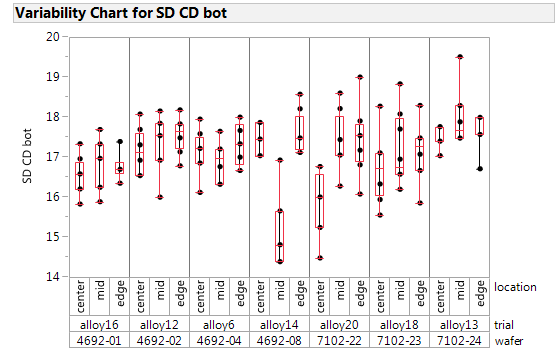 Variability Chart for SD CD bot
20
19
18
17
16
15
14
SD CD bot
center mid edge center mid edge center mid edge center mid edge center mid edge center mid edge center mid edge location
alloy16 alloy12 alloy6 alloy14 alloy20 alloy18 alloy13 trial
4692-01 4692-02 4692-04 4692-08 7102-22 7102-23 7102-24 wafer